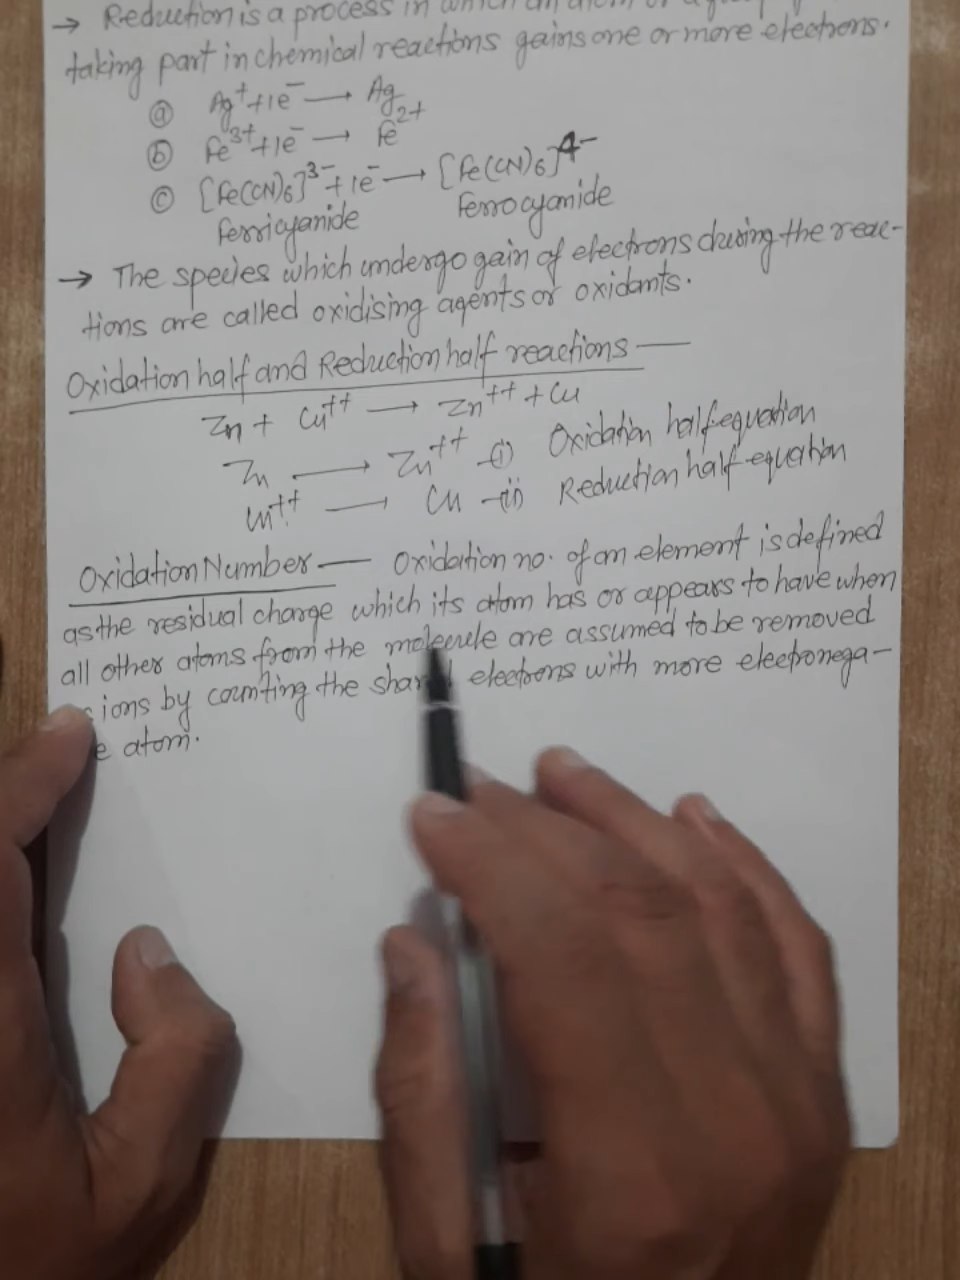 → Reduction is a process in which an atom or a
taking part in chemical reactions gains one or more electrons.
ⓐ Ag⁺+1e⁻ → Ag
ⓑ Fe³⁺+1e⁻ → Fe²⁺
ⓒ [Fe(CN)₆]³⁻+1e⁻ → [Fe(CN)₆]⁴⁻
Ferricyanide Ferrocyanide
→ The species which undergo gain of electrons during the reac-
tions are called oxidising agents or oxidants.
Oxidation half and Reduction half reactions —
Zn + Cu⁺⁺ → Zn⁺⁺ + Cu
Zn → Zn⁺⁺ -(i) Oxidation half equation
Cu⁺⁺ → Cu -(ii) Reduction half-equation
Oxidation Number — Oxidation no. of an element is defined
as the residual charge which its atom has or appears to have when
all other atoms from the molecule are assumed to be removed
ions by counting the shared electrons with more electronega-
e atom.